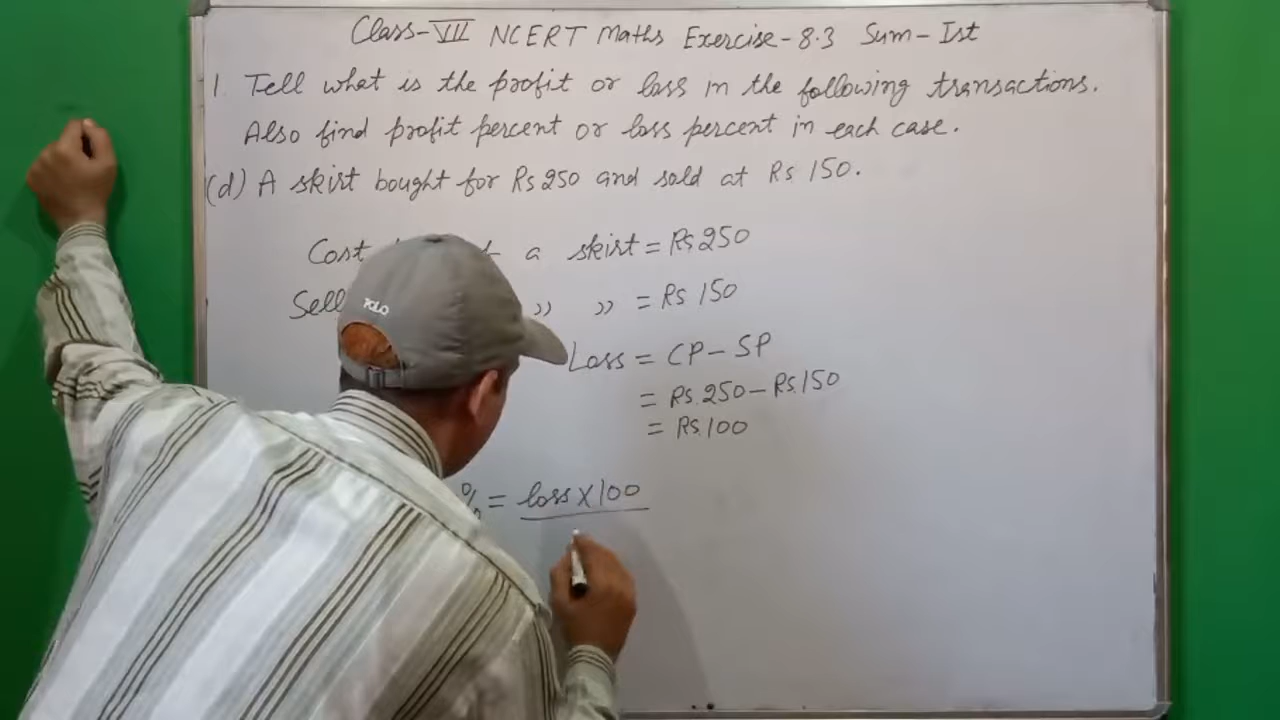 Class-VII NCERT Maths Exercise-8.3 Sum-Ist
1. Tell what is the profit or loss in the following transactions.
Also find profit percent or loss percent in each case.
(d) A skirt bought for Rs 250 and sold at Rs 150.
Cost a skirt = Rs.250
Sell ,, ,, = Rs 150
Loss = CP - SP
= Rs.250 - Rs.150
= Rs.100
% = loss X 100
POLO